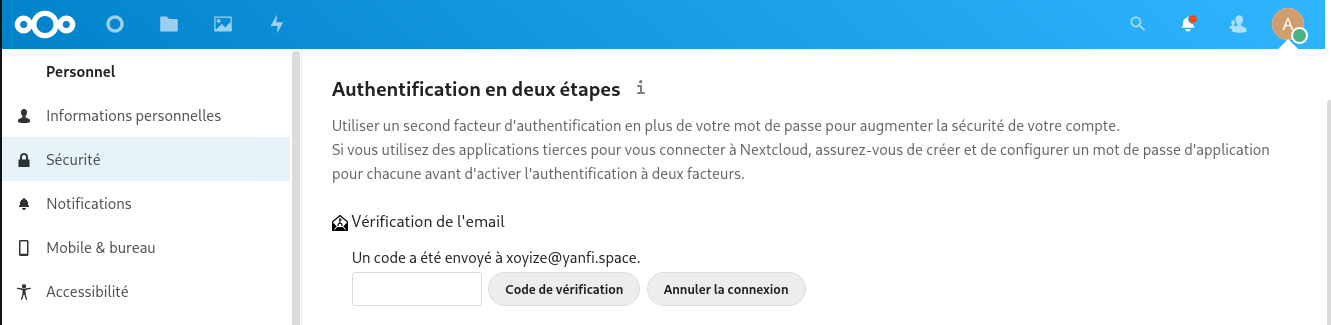 A
Personnel
Informations personnelles
Sécurité
Notifications
Mobile & bureau
Accessibilité
Authentification en deux étapes i
Utiliser un second facteur d'authentification en plus de votre mot de passe pour augmenter la sécurité de votre compte.
Si vous utilisez des applications tierces pour vous connecter à Nextcloud, assurez-vous de créer et de configurer un mot de passe d'application
pour chacune avant d'activer l'authentification à deux facteurs.
Vérification de l'email
Un code a été envoyé à xoyize@yanfi.space.
Code de vérification Annuler la connexion